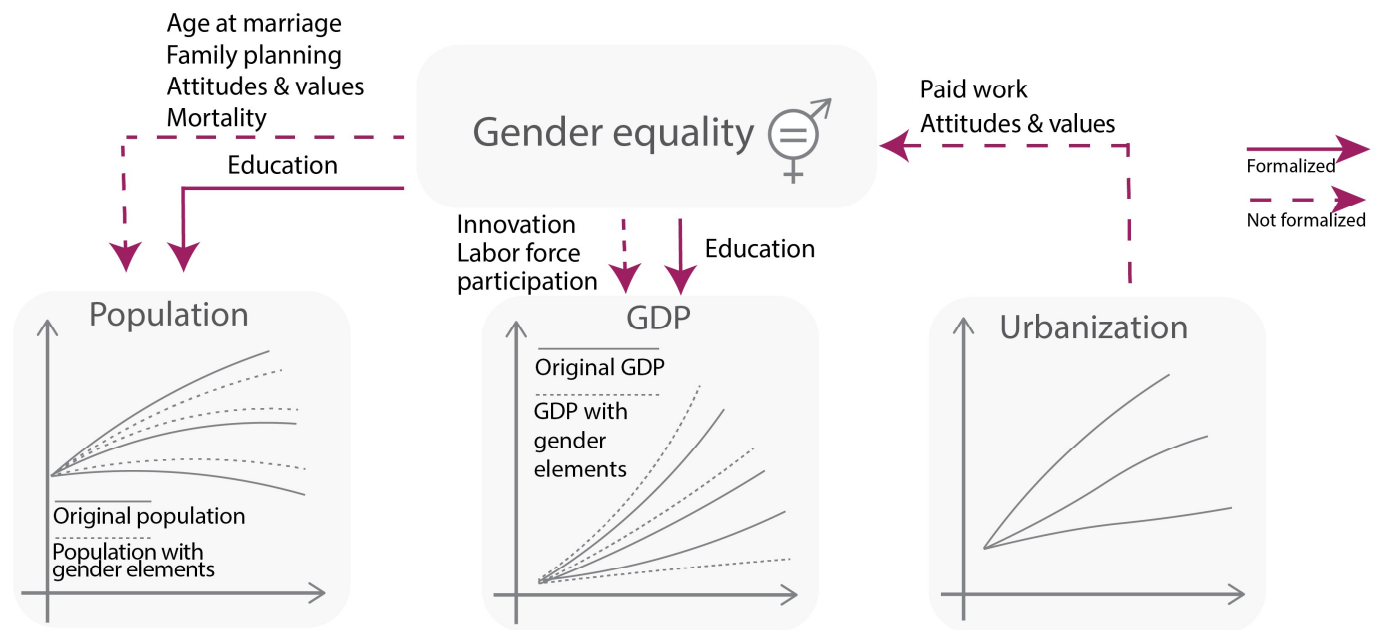 Age at marriage
Family planning
Attitudes & values
Mortality
Education
Gender equality
Paid work
Attitudes & values
Formalized
Not formalized
Innovation
Labor force
participation
Education
Population
Original population
Population with
gender elements
GDP
Original GDP
GDP with
gender
elements
Urbanization